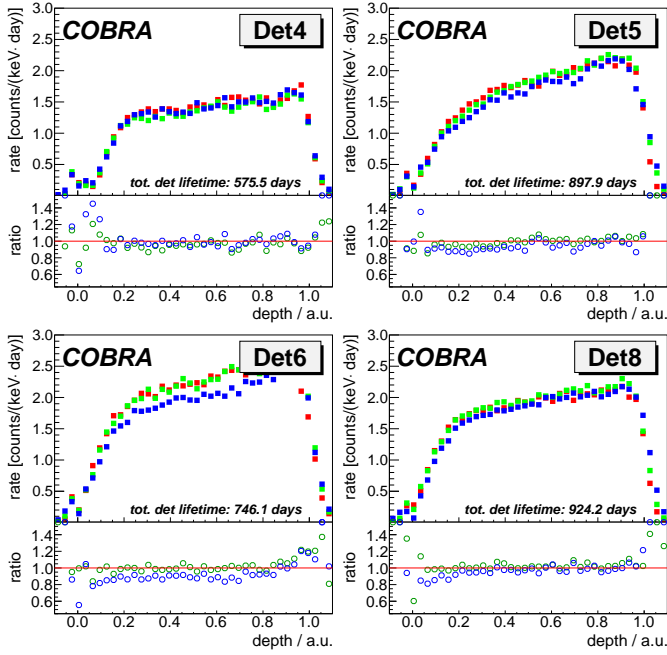 COBRA Det4
rate [counts/(keV· day)]
3.0
2.5
2.0
1.5
1.0
0.5
tot. det lifetime: 575.5 days
ratio
1.4
1.2
1.0
0.8
0.6
0.0 0.2 0.4 0.6 0.8 1.0
depth / a.u.
COBRA Det5
rate [counts/(keV· day)]
3.0
2.5
2.0
1.5
1.0
0.5
tot. det lifetime: 897.9 days
ratio
1.4
1.2
1.0
0.8
0.6
0.0 0.2 0.4 0.6 0.8 1.0
depth / a.u.
COBRA Det6
rate [counts/(keV· day)]
3.0
2.5
2.0
1.5
1.0
0.5
tot. det lifetime: 746.1 days
ratio
1.4
1.2
1.0
0.8
0.6
0.0 0.2 0.4 0.6 0.8 1.0
depth / a.u.
COBRA Det8
rate [counts/(keV· day)]
3.0
2.5
2.0
1.5
1.0
0.5
tot. det lifetime: 924.2 days
ratio
1.4
1.2
1.0
0.8
0.6
0.0 0.2 0.4 0.6 0.8 1.0
depth / a.u.